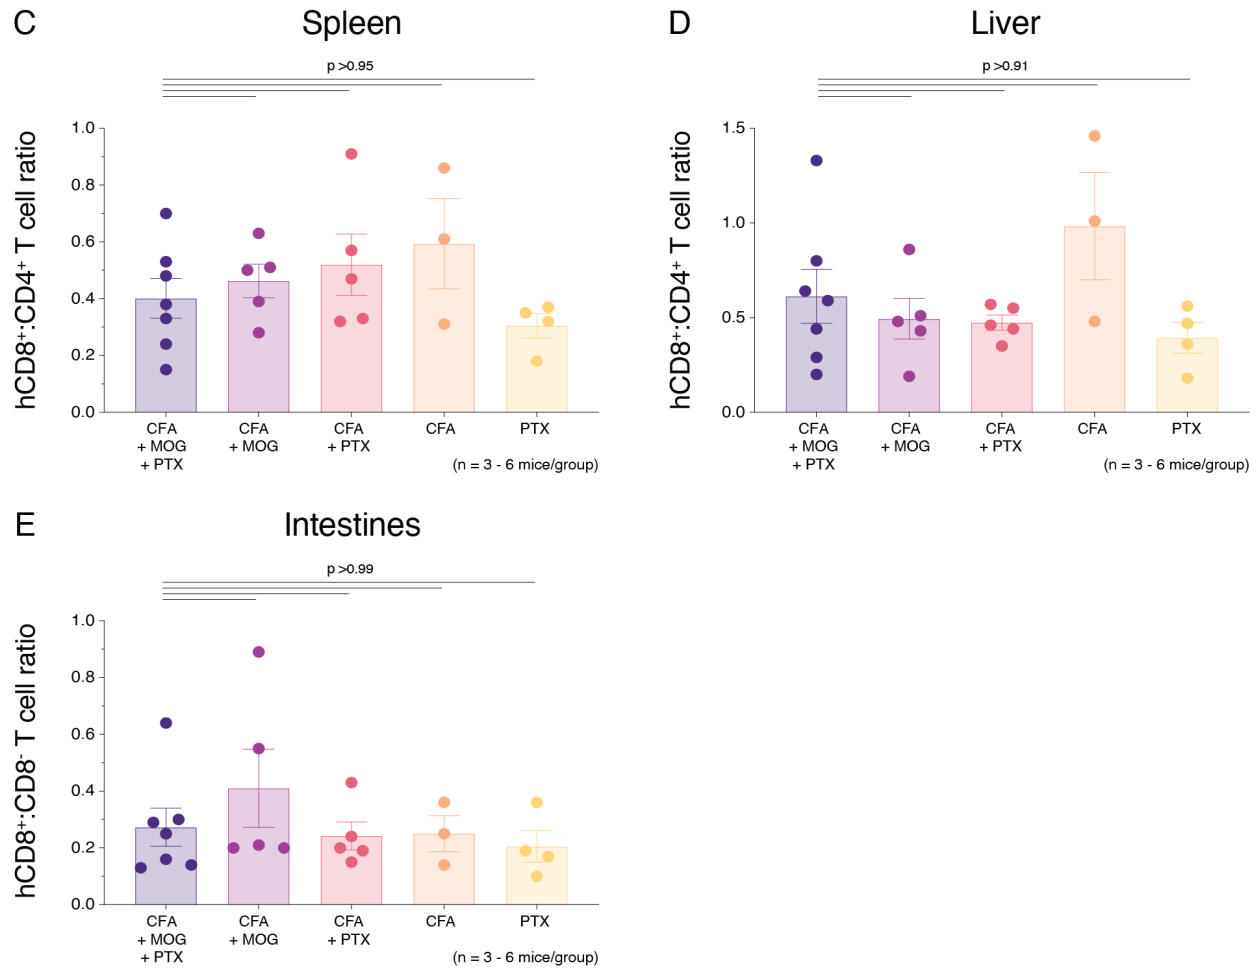 C
Spleen
p >0.95
hCD8⁺:CD4⁺ T cell ratio
1.0
0.8
0.6
0.4
0.2
0.0
CFA
+ MOG
+ PTX
CFA
+ MOG
CFA
+ PTX
CFA
PTX
(n = 3 - 6 mice/group)
D
Liver
p >0.91
hCD8⁺:CD4⁺ T cell ratio
1.5
1.0
0.5
0.0
CFA
+ MOG
+ PTX
CFA
+ MOG
CFA
+ PTX
CFA
PTX
(n = 3 - 6 mice/group)
E
Intestines
p >0.99
hCD8⁺:CD8⁻ T cell ratio
1.0
0.8
0.6
0.4
0.2
0.0
CFA
+ MOG
+ PTX
CFA
+ MOG
CFA
+ PTX
CFA
PTX
(n = 3 - 6 mice/group)